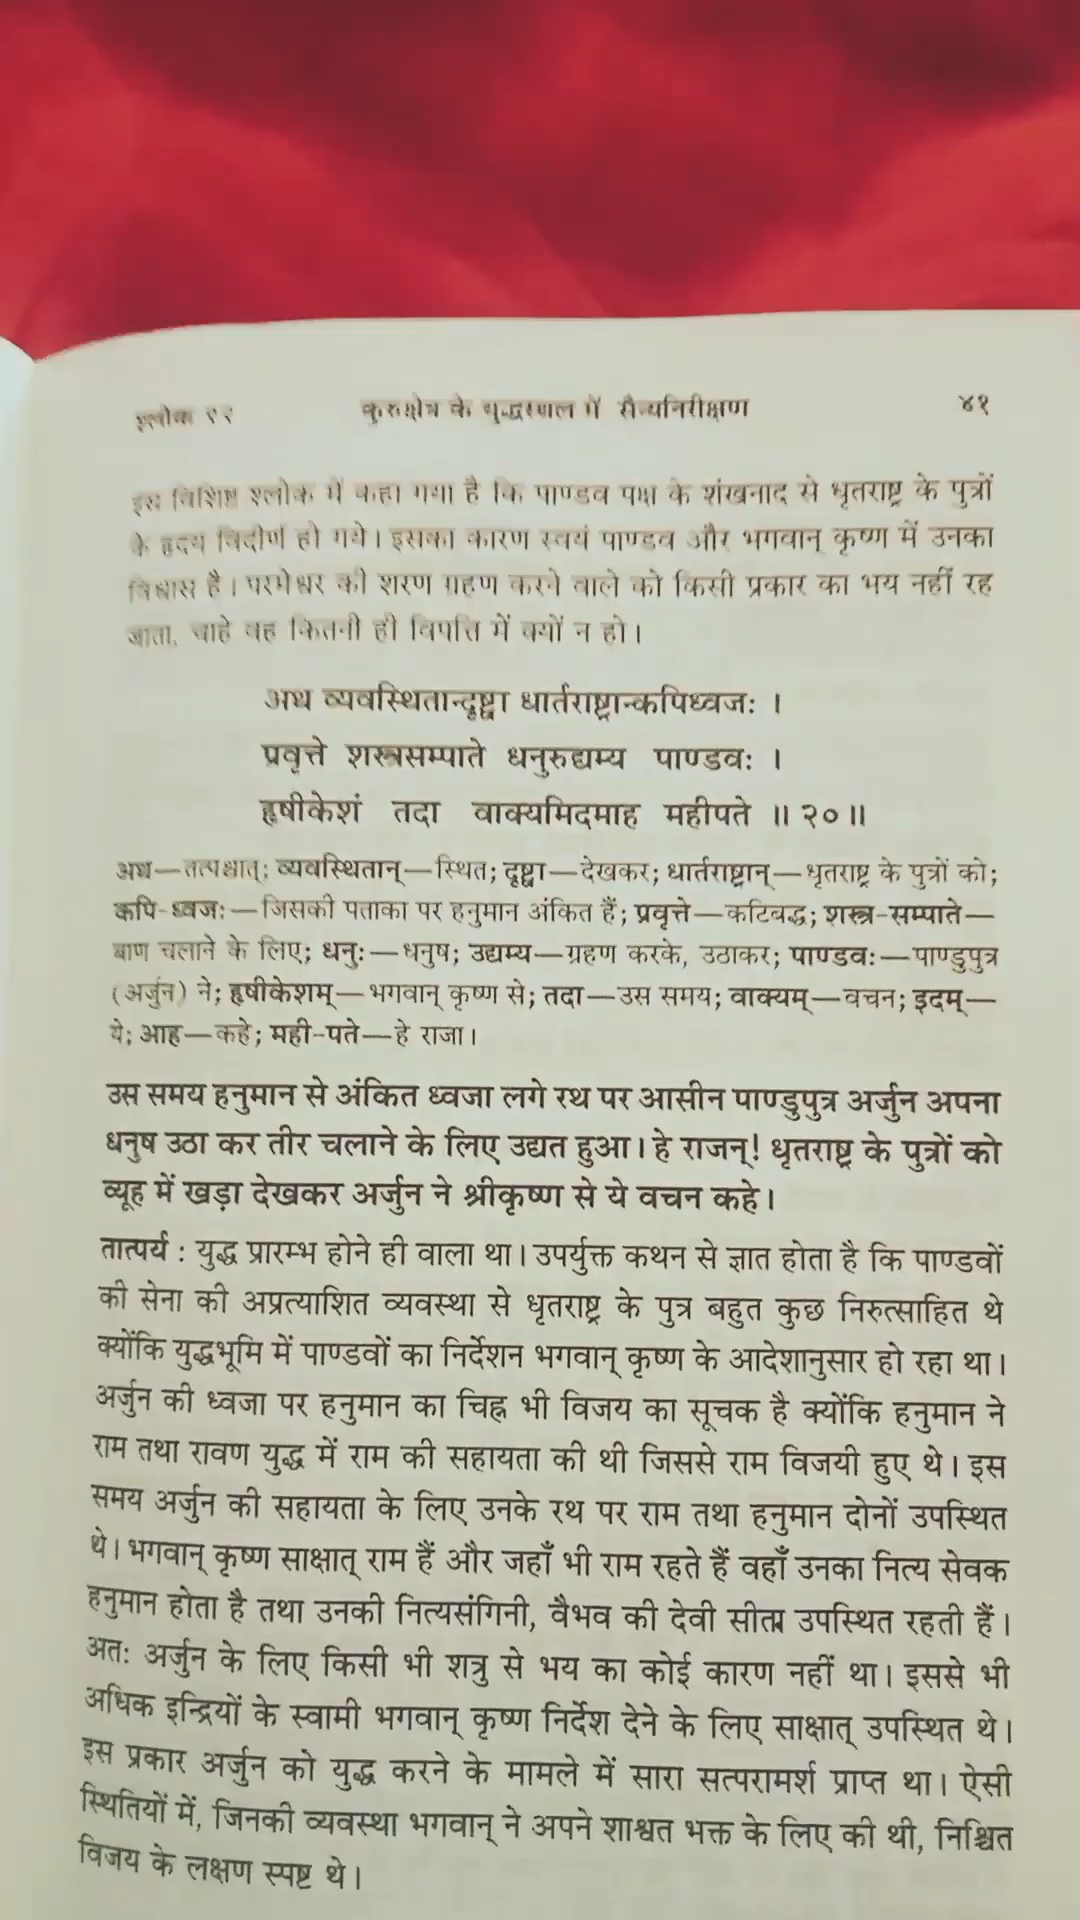 श्लोक २२ कुरुक्षेत्र के युद्धस्थल में सैन्यनिरीक्षण ४१
इस विशिष्ट श्लोक में कहा गया है कि पाण्डव पक्ष के शंखनाद से धृतराष्ट्र के पुत्रों
के हृदय विदीर्ण हो गये। इसका कारण स्वयं पाण्डव और भगवान् कृष्ण में उनका
विश्वास है। परमेश्वर की शरण ग्रहण करने वाले को किसी प्रकार का भय नहीं रह
जाता, चाहे वह कितनी ही विपत्ति में क्यों न हो।
अथ व्यवस्थितान्दृष्ट्वा धार्तराष्ट्रान्कपिध्वजः ।
प्रवृत्ते शस्त्रसम्पाते धनुरुद्यम्य पाण्डवः ।
हृषीकेशं तदा वाक्यमिदमाह महीपते ॥ २० ॥
अथ—तत्पश्चात्; व्यवस्थितान्—स्थित; दृष्ट्वा—देखकर; धार्तराष्ट्रान्—धृतराष्ट्र के पुत्रों को;
कपि-ध्वजः—जिसकी पताका पर हनुमान अंकित हैं; प्रवृत्ते—कटिबद्ध; शस्त्र-सम्पाते—
बाण चलाने के लिए; धनुः—धनुष; उद्यम्य—ग्रहण करके, उठाकर; पाण्डवः—पाण्डुपुत्र
(अर्जुन) ने; हृषीकेशम्—भगवान् कृष्ण से; तदा—उस समय; वाक्यम्—वचन; इदम्—
ये; आह—कहे; मही-पते—हे राजा।
उस समय हनुमान से अंकित ध्वजा लगे रथ पर आसीन पाण्डुपुत्र अर्जुन अपना
धनुष उठा कर तीर चलाने के लिए उद्यत हुआ। हे राजन्! धृतराष्ट्र के पुत्रों को
व्यूह में खड़ा देखकर अर्जुन ने श्रीकृष्ण से ये वचन कहे।
तात्पर्य : युद्ध प्रारम्भ होने ही वाला था। उपर्युक्त कथन से ज्ञात होता है कि पाण्डवों
की सेना की अप्रत्याशित व्यवस्था से धृतराष्ट्र के पुत्र बहुत कुछ निरुत्साहित थे
क्योंकि युद्धभूमि में पाण्डवों का निर्देशन भगवान् कृष्ण के आदेशानुसार हो रहा था।
अर्जुन की ध्वजा पर हनुमान का चिह्न भी विजय का सूचक है क्योंकि हनुमान ने
राम तथा रावण युद्ध में राम की सहायता की थी जिससे राम विजयी हुए थे। इस
समय अर्जुन की सहायता के लिए उनके रथ पर राम तथा हनुमान दोनों उपस्थित
थे। भगवान् कृष्ण साक्षात् राम हैं और जहाँ भी राम रहते हैं वहाँ उनका नित्य सेवक
हनुमान होता है तथा उनकी नित्यसंगिनी, वैभव की देवी सीता उपस्थित रहती हैं।
अतः अर्जुन के लिए किसी भी शत्रु से भय का कोई कारण नहीं था। इससे भी
अधिक इन्द्रियों के स्वामी भगवान् कृष्ण निर्देश देने के लिए साक्षात् उपस्थित थे।
इस प्रकार अर्जुन को युद्ध करने के मामले में सारा सत्परामर्श प्राप्त था। ऐसी
स्थितियों में, जिनकी व्यवस्था भगवान् ने अपने शाश्वत भक्त के लिए की थी, निश्चित
विजय के लक्षण स्पष्ट थे।